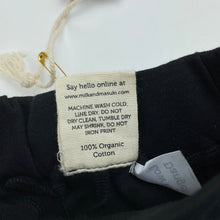 Say hello online at
www.milkandmasuki.com
MACHINE WASH COLD,
LINE DRY, DO NOT
DRY CLEAN, TUMBLE DRY
MAY SHRINK, DO NOT
IRON PRINT
100% Organic
Cotton